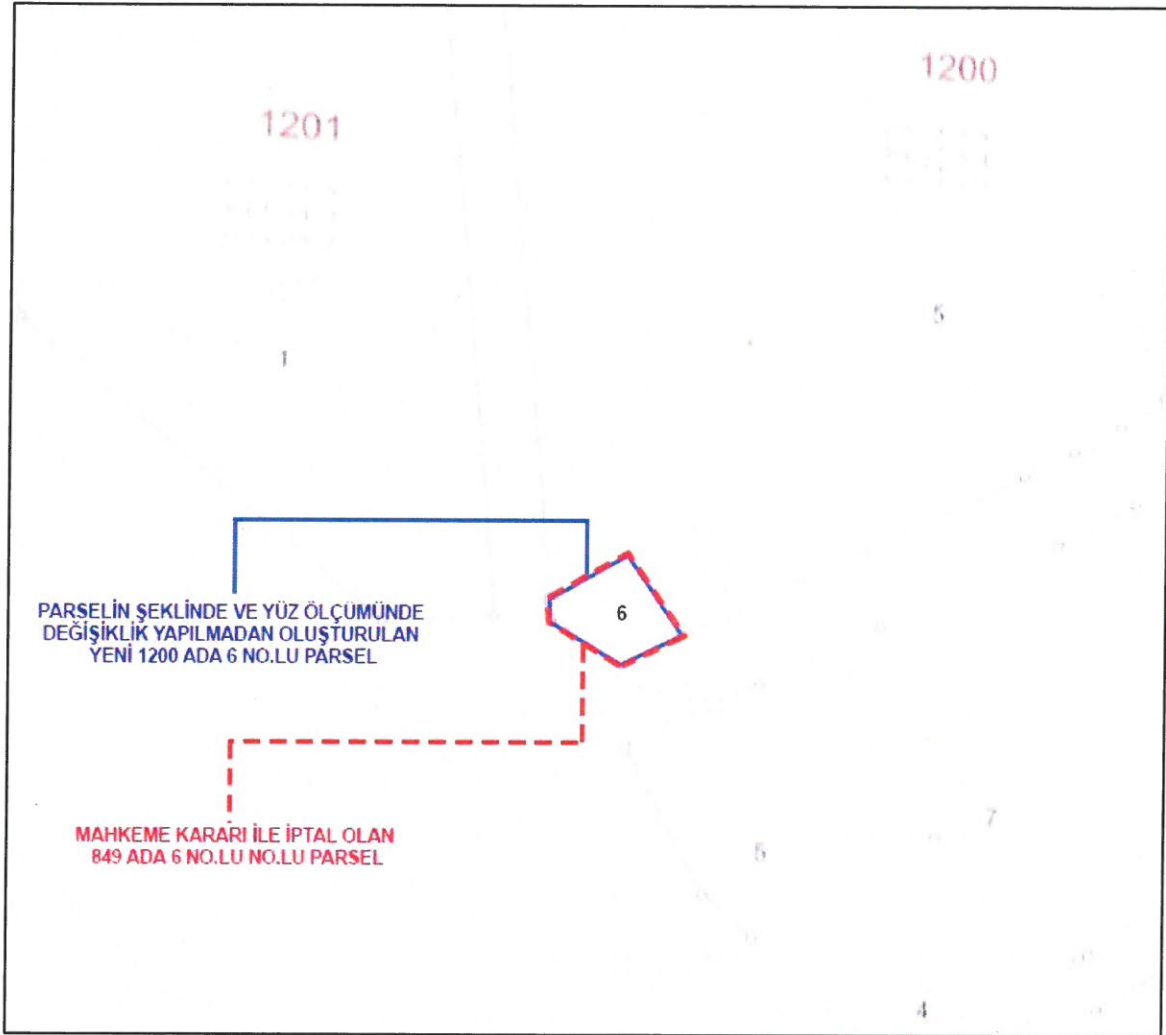 1200
1201
5
1
6
PARSELİN ŞEKLİNDE VE YÜZ ÖLÇÜMÜNDE
DEĞİŞİKLİK YAPILMADAN OLUŞTURULAN
YENİ 1200 ADA 6 NO.LU PARSEL
MAHKEME KARARI İLE İPTAL OLAN
849 ADA 6 NO.LU NO.LU PARSEL
7
5
4